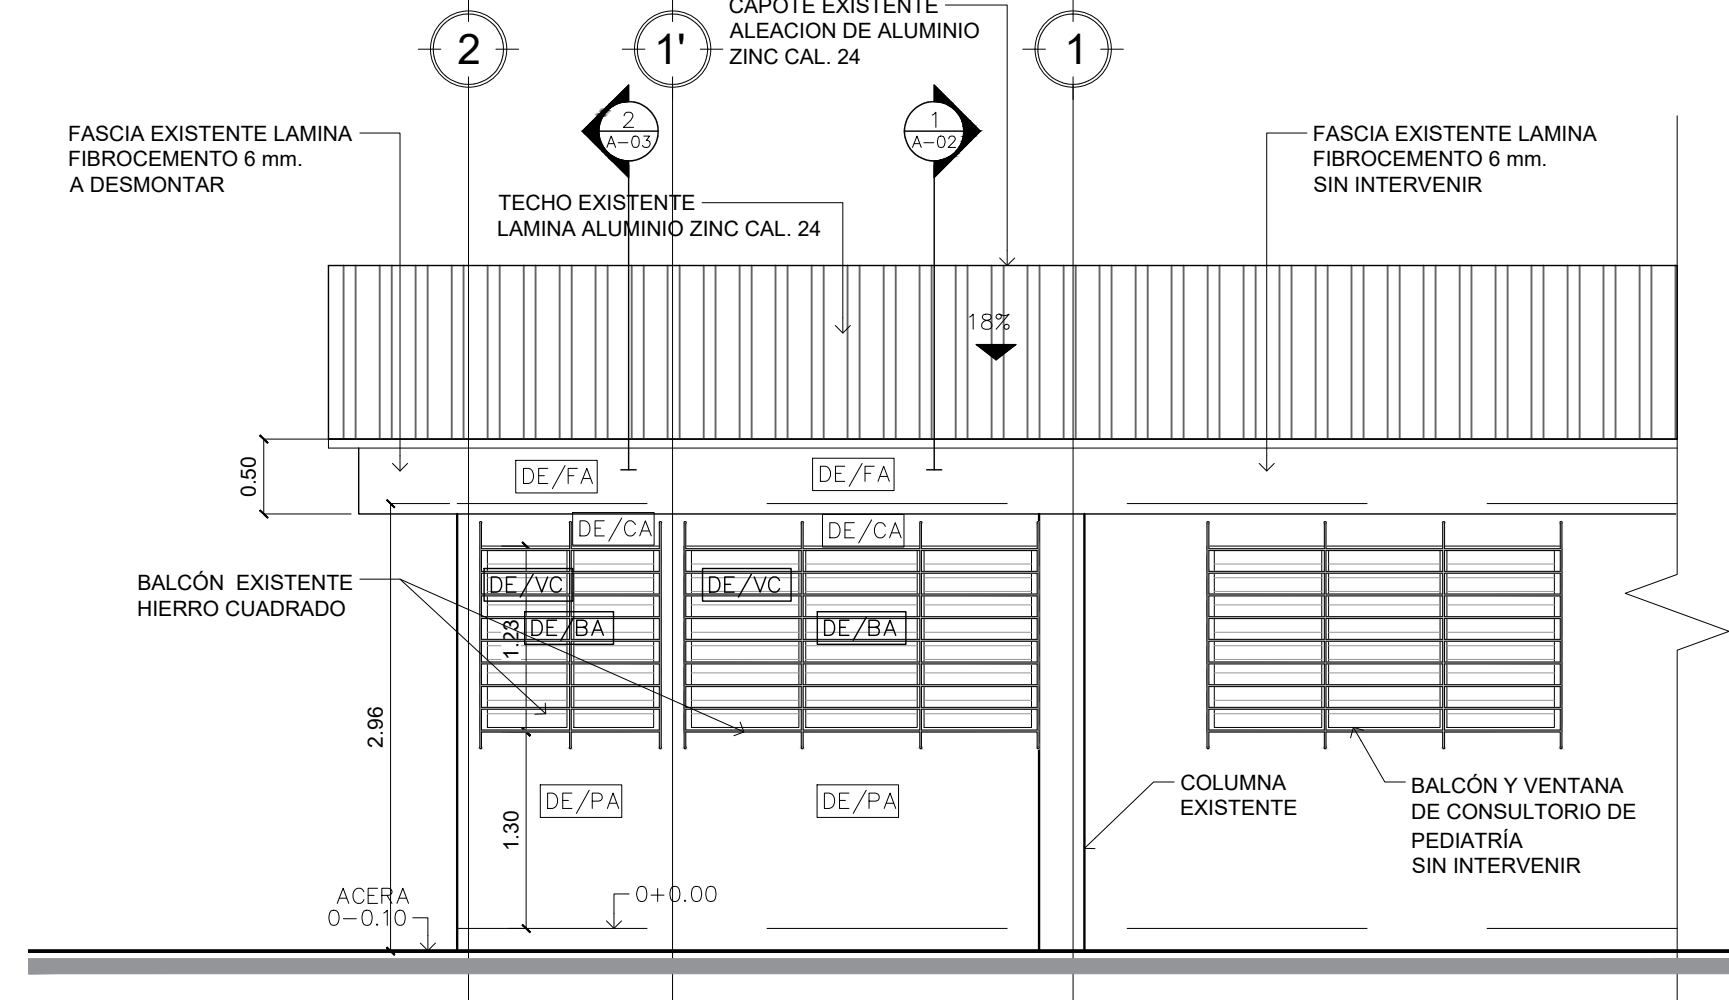 CAPOTE EXISTENTE
ALEACION DE ALUMINIO
ZINC CAL. 24
2
1'
1
2
A-03
1
A-02
FASCIA EXISTENTE LAMINA
FIBROCEMENTO 6 mm.
A DESMONTAR
FASCIA EXISTENTE LAMINA
FIBROCEMENTO 6 mm.
SIN INTERVENIR
TECHO EXISTENTE
LAMINA ALUMINIO ZINC CAL. 24
18%
0.50
DE/FA
DE/FA
DE/CA
DE/CA
BALCÓN EXISTENTE
HIERRO CUADRADO
DE/VC
DE/VC
DE/BA
DE/BA
1.23
2.96
1.30
DE/PA
DE/PA
COLUMNA
EXISTENTE
BALCÓN Y VENTANA
DE CONSULTORIO DE
PEDIATRÍA
SIN INTERVENIR
ACERA
0-0.10
0+0.00